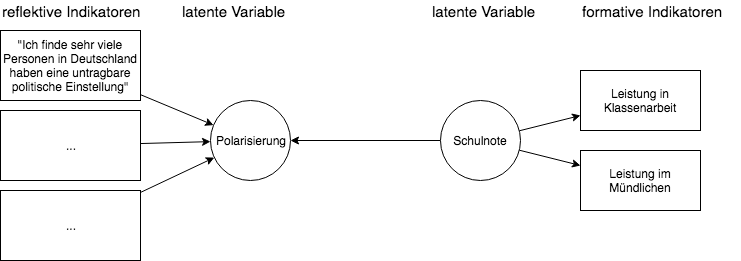 reflektive Indikatoren
latente Variable
latente Variable
formative Indikatoren
"Ich finde sehr viele
Personen in Deutschland
haben eine untragbare
politische Einstellung"
...
...
Polarisierung
Schulnote
Leistung in
Klassenarbeit
Leistung im
Mündlichen